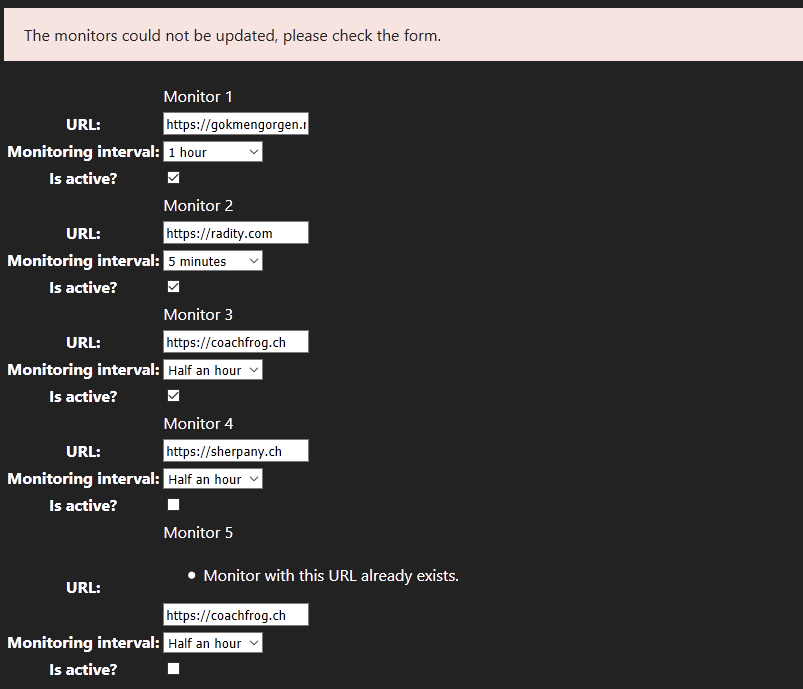 The monitors could not be updated, please check the form.
Monitor 1
URL: https://gokmengorgen.r
Monitoring interval: 1 hour
Is active?
Monitor 2
URL: https://radity.com
Monitoring interval: 5 minutes
Is active?
Monitor 3
URL: https://coachfrog.ch
Monitoring interval: Half an hour
Is active?
Monitor 4
URL: https://sherpany.ch
Monitoring interval: Half an hour
Is active?
Monitor 5
Monitor with this URL already exists.
URL:
https://coachfrog.ch
Monitoring interval: Half an hour
Is active?